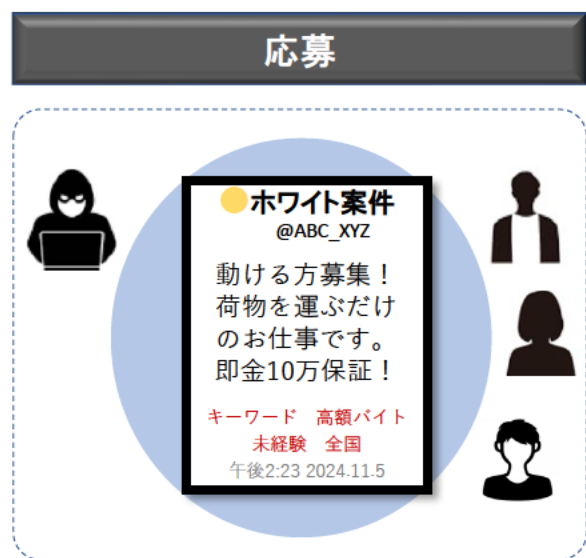 応募
ホワイト案件
@ABC_XYZ
動ける方募集！
荷物を運ぶだけ
のお仕事です。
即金10万保証！
キーワード　高額バイト
未経験　全国
午後2:23 2024.11.5